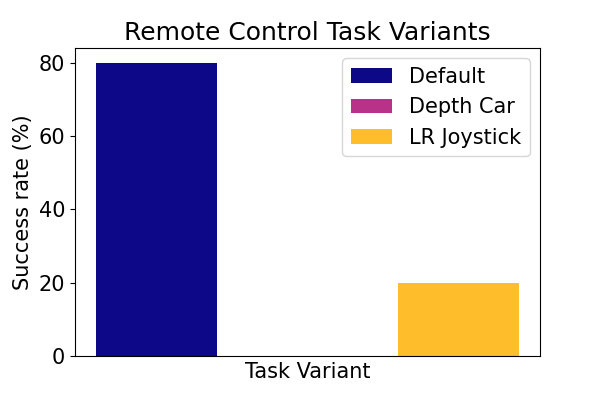 Remote Control Task Variants
Success rate (%)
80
60
40
20
0
Default
Depth Car
LR Joystick
Task Variant